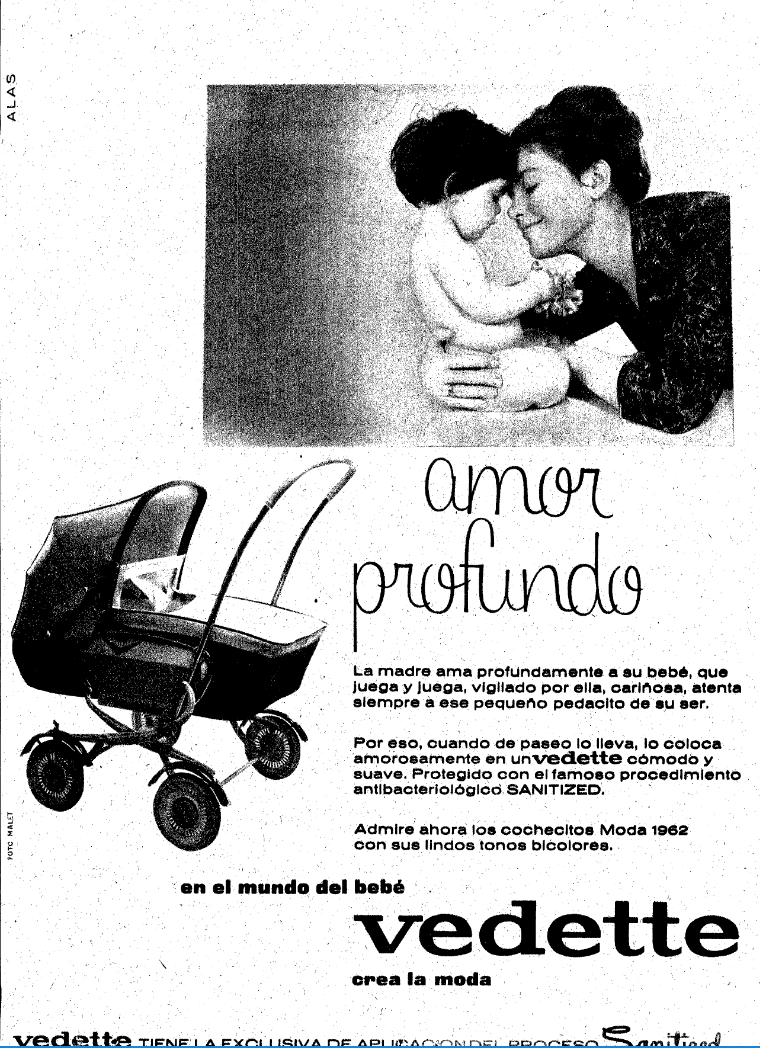 ALAS
amor
profundo
La madre ama profundamente a su bebé, que
juega y juega, vigilado por ella, cariñosa, atenta
siempre a ese pequeño pedacito de su ser.
Por eso, cuando de paseo lo lleva, lo coloca
amorosamente en un vedette cómodo y
suave. Protegido con el famoso procedimiento
antibacteriológico SANITIZED.
Admire ahora los cochecitos Moda 1962
con sus lindos tonos bicolores.
FOTO MALET
en el mundo del bebé
vedette
crea la moda
vedette TIENE LA EXCLUSIVA DE APLICACION DEL PROCESO Sanitized